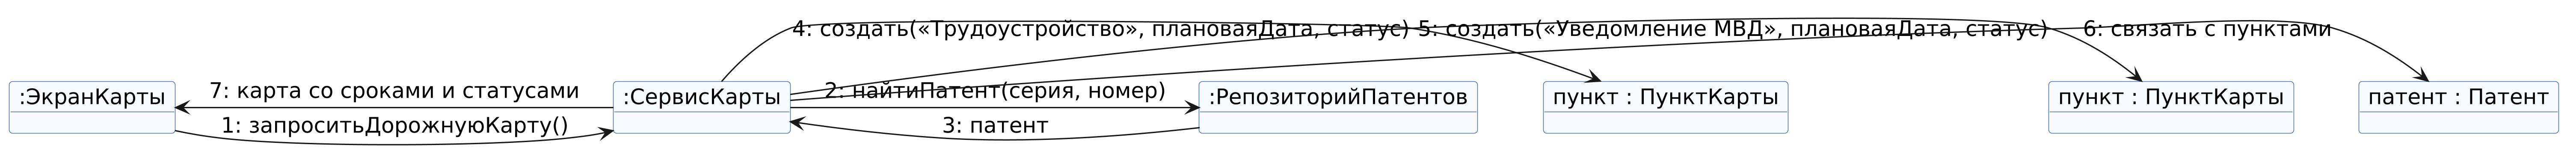 4: создать(«Трудоустройство», плановаяДата, статус)
5: создать(«Уведомление МВД», плановаяДата, статус)
6: связать с пунктами
7: карта со сроками и статусами
2: найтиПатент(серия, номер)
:ЭкранКарты
:СервисКарты
:РепозиторийПатентов
пункт : ПунктКарты
пункт : ПунктКарты
патент : Патент
1: запроситьДорожнуюКарту()
3: патент